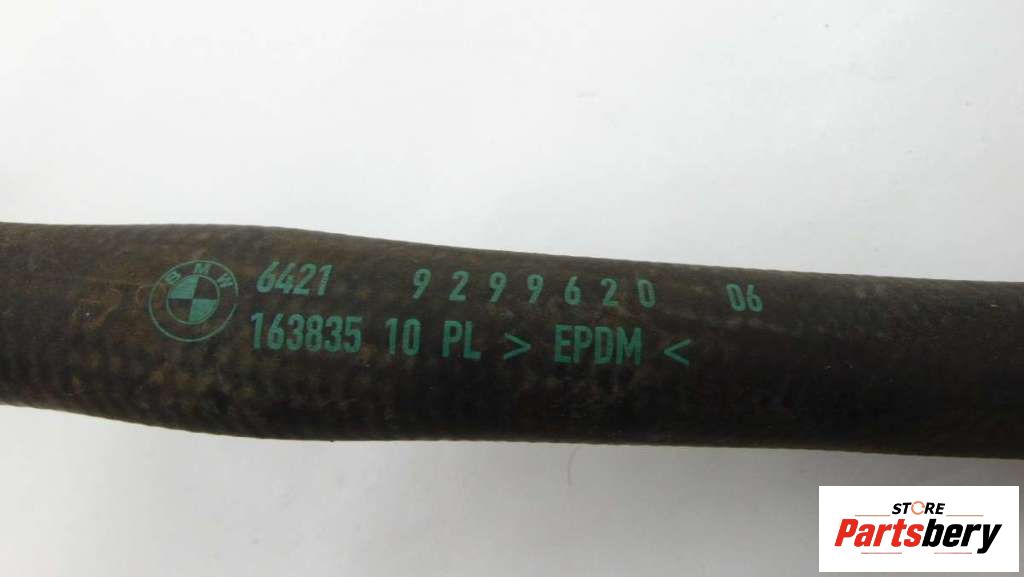 BMW
6421 9299620 06
163835 10 PL > EPDM <
STORE
Partsbery